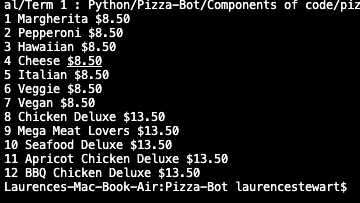 al/Term 1 : Python/Pizza-Bot/Components of code/piz
1 Margherita $8.50
2 Pepperoni $8.50
3 Hawaiian $8.50
4 Cheese $8.50
5 Italian $8.50
6 Veggie $8.50
7 Vegan $8.50
8 Chicken Deluxe $13.50
9 Mega Meat Lovers $13.50
10 Seafood Deluxe $13.50
11 Apricot Chicken Deluxe $13.50
12 BBQ Chicken Deluxe $13.50
Laurences-Mac-Book-Air:Pizza-Bot laurencestewart$